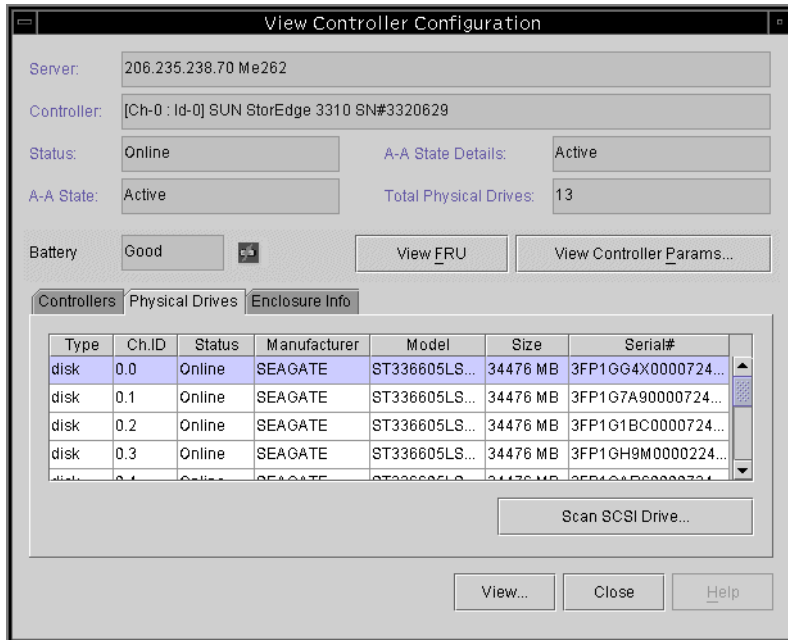 View Controller Configuration
Server: 206.235.238.70 Me262
Controller: [Ch-0 : Id-0] SUN StorEdge 3310 SN#3320629
Status: Online A-A State Details: Active
A-A State: Active Total Physical Drives: 13
Battery Good View FRU View Controller Params...
Controllers Physical Drives Enclosure Info
Type Ch.ID Status Manufacturer Model Size Serial#
disk 0.0 Online SEAGATE ST336605LS... 34476 MB 3FP1GG4X0000724...
disk 0.1 Online SEAGATE ST336605LS... 34476 MB 3FP1G7A90000724...
disk 0.2 Online SEAGATE ST336605LS... 34476 MB 3FP1G1BC0000724...
disk 0.3 Online SEAGATE ST336605LS... 34476 MB 3FP1GH9M0000224...
Scan SCSI Drive...
View... Close Help